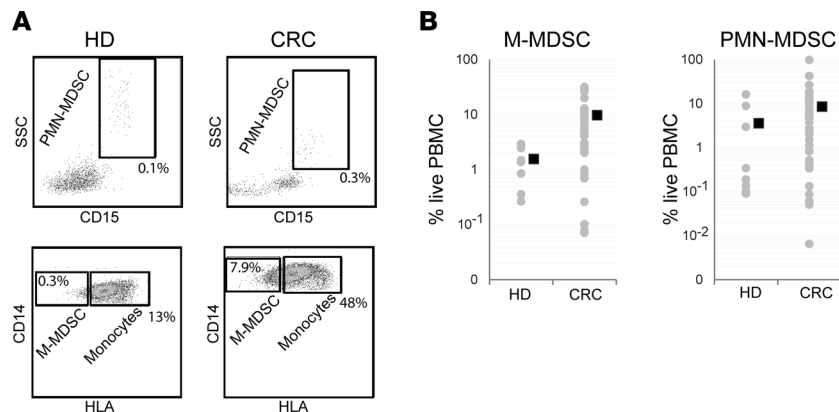 A
HD
CRC
SSC
PMN-MDSC
0.1%
CD15
SSC
PMN-MDSC
0.3%
CD15
CD14
0.3%
M-MDSC
Monocytes
13%
HLA
CD14
7.9%
M-MDSC
Monocytes
48%
HLA
B
M-MDSC
% live PBMC
100
10
1
10-1
0
HD
CRC
PMN-MDSC
% live PBMC
100
10
1
10-1
10-2
0
HD
CRC